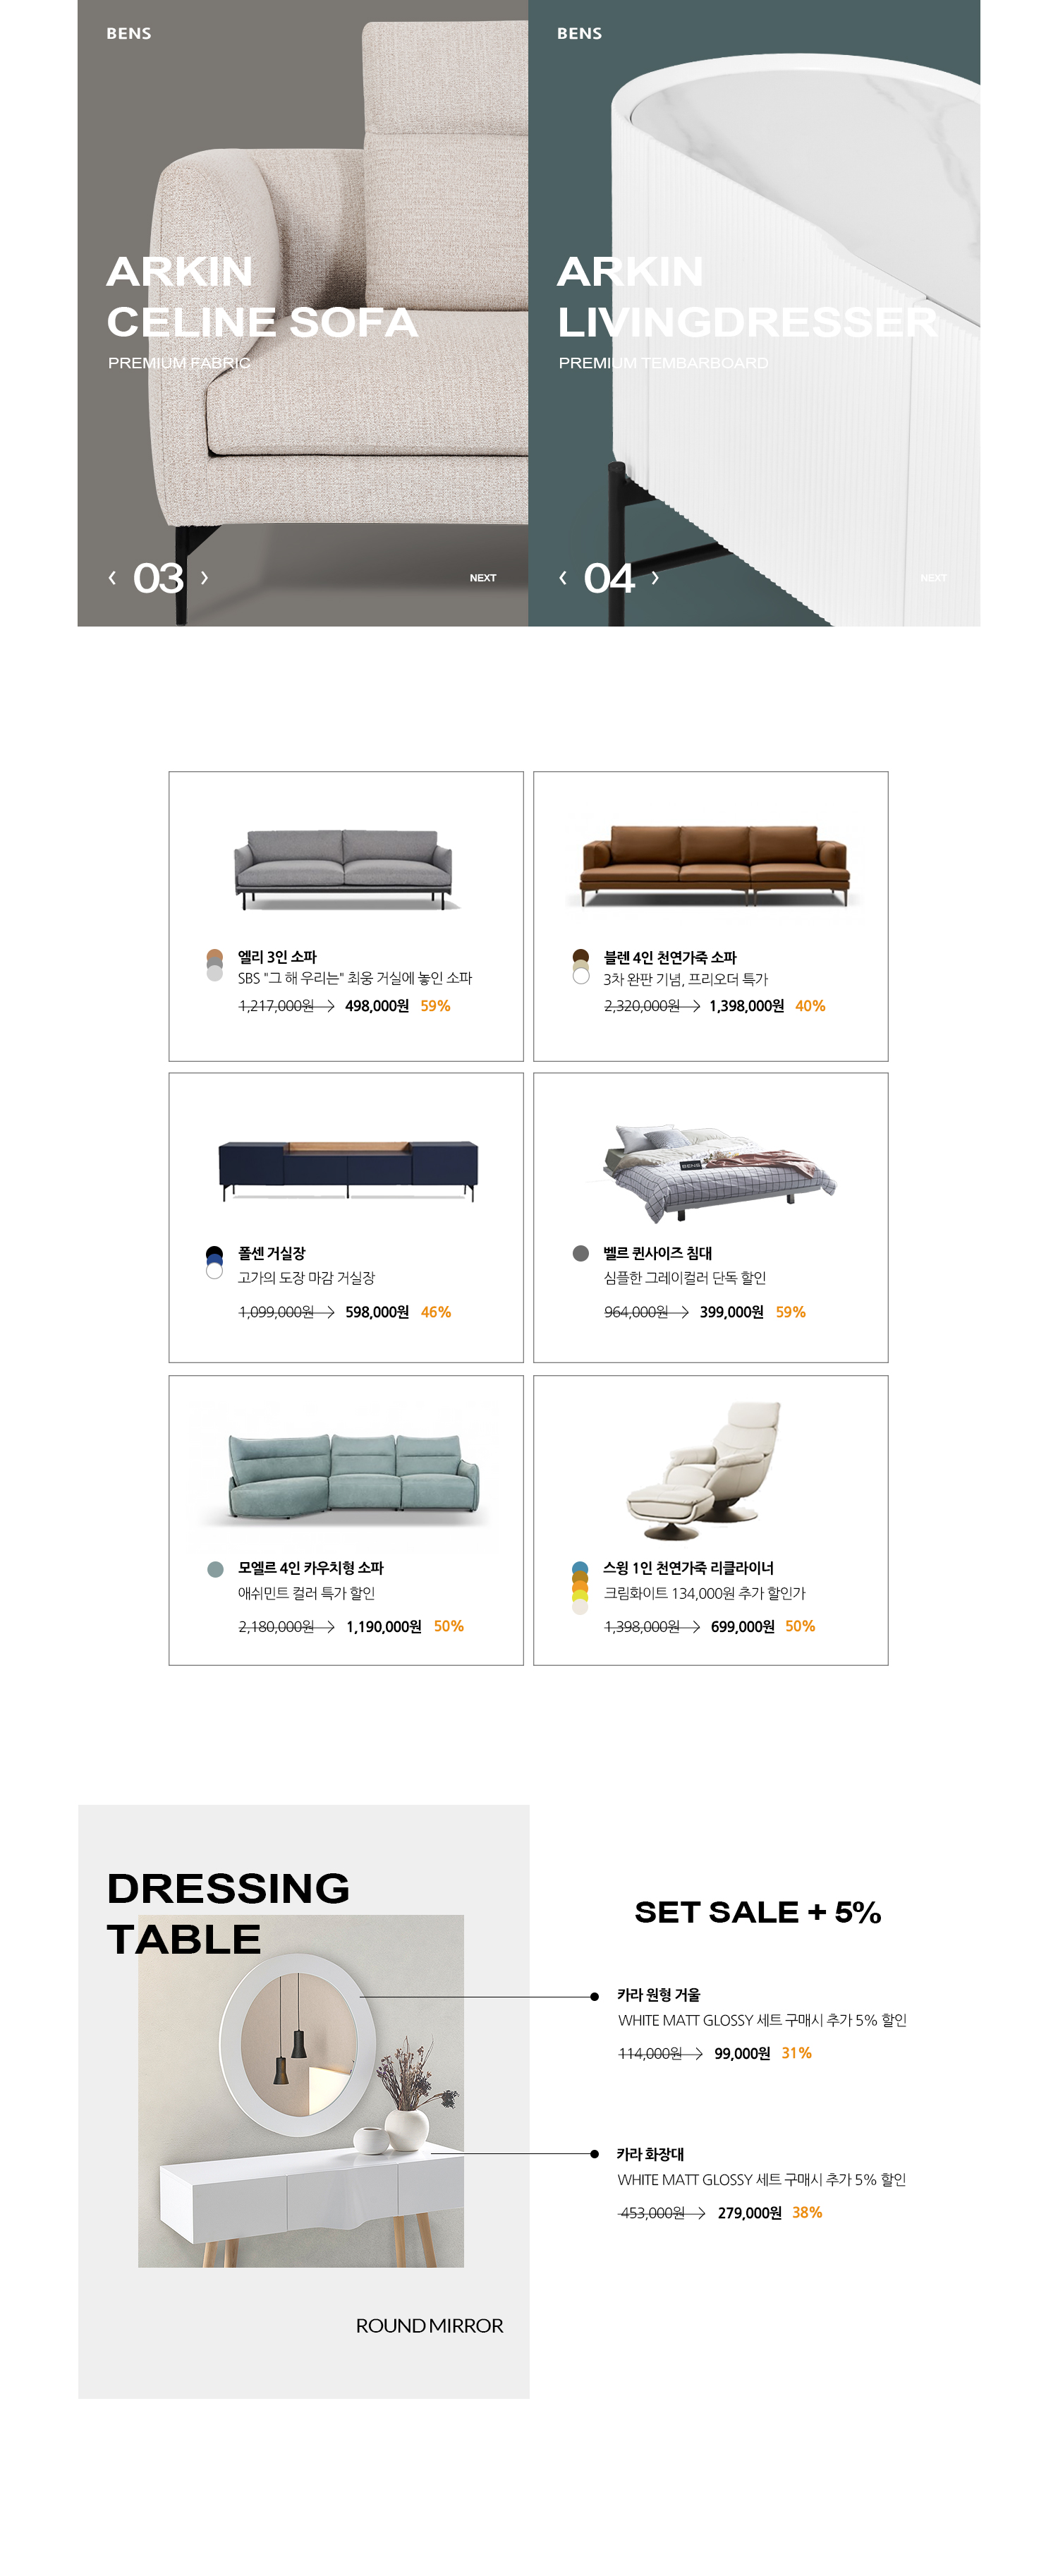 BENS
ARKIN
CELINE SOFA
PREMIUM FABRIC
03
NEXT
BENS
ARKIN
LIVINGDRESSER
PREMIUM TEMBARBOARD
04
NEXT
엘리 3인 소파
SBS "그 해 우리는" 최웅 거실에 놓인 소파
1,217,000원 498,000원 59%
블렌 4인 천연가죽 소파
3차 완판 기념, 프리오더 특가
2,320,000원 1,398,000원 40%
폴센 거실장
고가의 도장 마감 거실장
1,099,000원 598,000원 46%
벨르 퀸사이즈 침대
심플한 그레이컬러 단독 할인
964,000원 399,000원 59%
모엘르 4인 카우치형 소파
애쉬민트 컬러 특가 할인
2,180,000원 1,190,000원 50%
스윙 1인 천연가죽 리클라이너
크림화이트 134,000원 추가 할인가
1,398,000원 699,000원 50%
DRESSING
TABLE
ROUND MIRROR
SET SALE + 5%
카라 원형 거울
WHITE MATT GLOSSY 세트 구매시 추가 5% 할인
114,000원 99,000원 31%
카라 화장대
WHITE MATT GLOSSY 세트 구매시 추가 5% 할인
453,000원 279,000원 38%